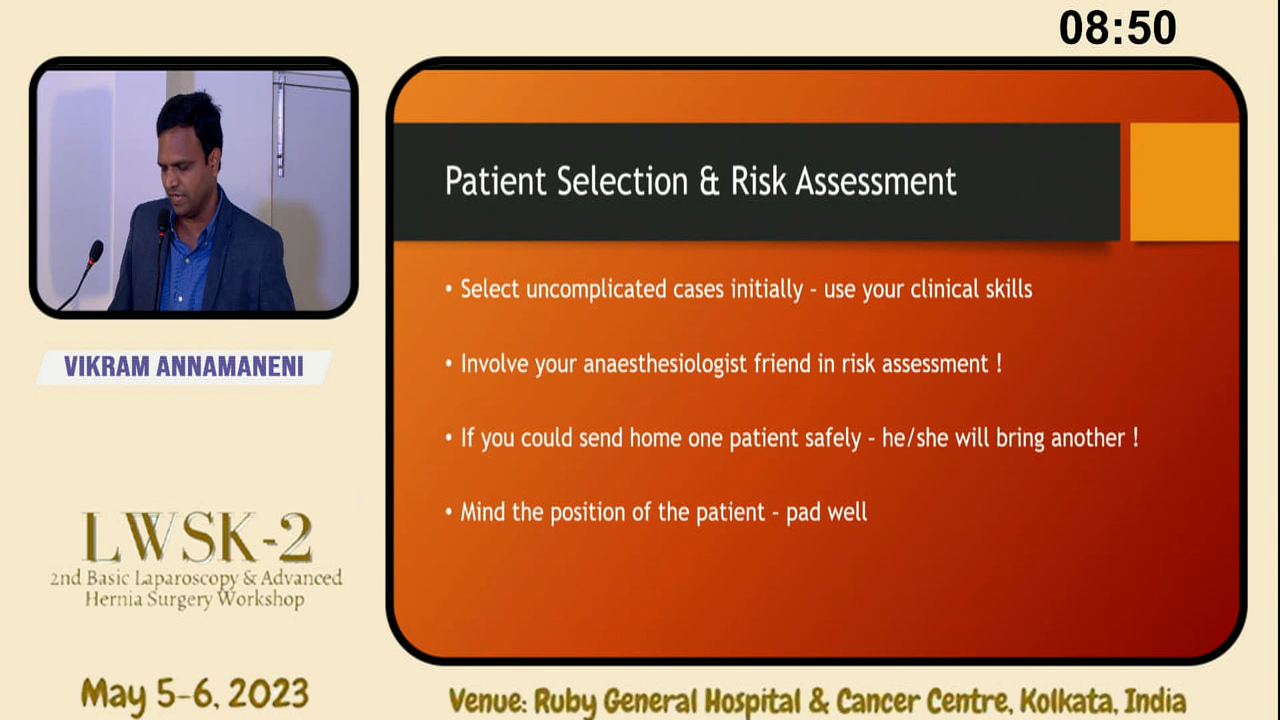 08:50
Patient Selection & Risk Assessment
• Select uncomplicated cases initially - use your clinical skills
• Involve your anaesthesiologist friend in risk assessment !
• If you could send home one patient safely - he/she will bring another !
• Mind the position of the patient - pad well
VIKRAM ANNAMANENI
LWSK-2
2nd Basic Laparoscopy & Advanced
Hernia Surgery Workshop
May 5-6, 2023
Venue: Ruby General Hospital & Cancer Centre, Kolkata, India